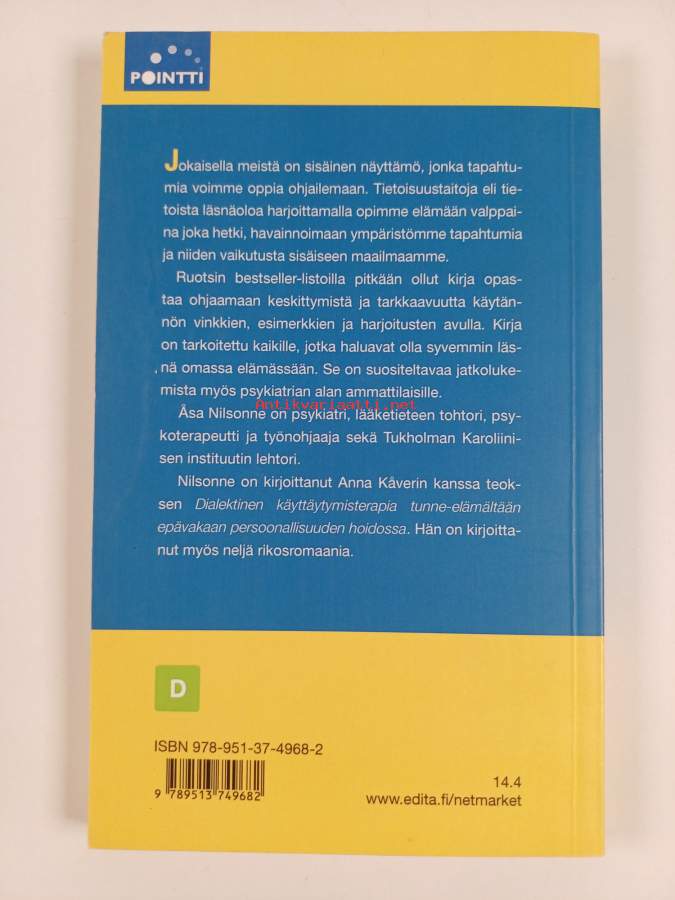 POINTTI
Jokaisella meistä on sisäinen näyttämö, jonka tapahtu-
mia voimme oppia ohjailemaan. Tietoisuustaitoja eli tie-
toista läsnäoloa harjoittamalla opimme elämään valppai-
na joka hetki, havainnoimaan ympäristömme tapahtumia
ja niiden vaikutusta sisäiseen maailmaamme.
Ruotsin bestseller-listoilla pitkään ollut kirja opas-
taa ohjaamaan keskittymistä ja tarkkaavuutta käytän-
nön vinkkien, esimerkkien ja harjoitusten avulla. Kirja
on tarkoitettu kaikille, jotka haluavat olla syvemmin läs-
nä omassa elämässään. Se on suositeltavaa jatkoluke-
mista myös psykiatrian alan ammattilaisille.
Antikvariaatti.net
Åsa Nilsonne on psykiatri, lääketieteen tohtori, psy-
koterapeutti ja työnohjaaja sekä Tukholman Karoliini-
sen instituutin lehtori.
Nilsonne on kirjoittanut Anna Kåverin kanssa teok-
sen Dialektinen käyttäytymisterapia tunne-elämältään
epävakaan persoonallisuuden hoidossa. Hän on kirjoitta-
nut myös neljä rikosromaania.
D
ISBN 978-951-37-4968-2
9 789513 749682
14.4
www.edita.fi/netmarket